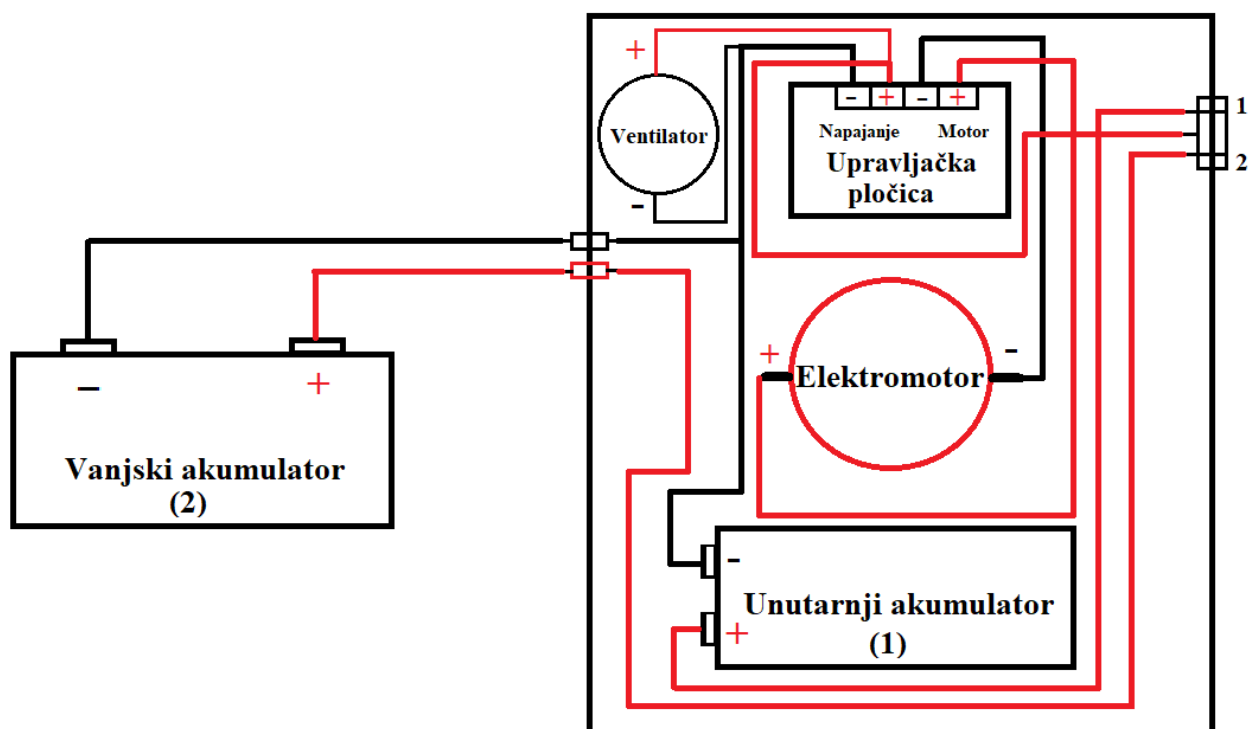 +
- + - +
Ventilator
Napajanje Motor
Upravljačka
pločica
-
1
2
+ -
Elektromotor
- +
Vanjski akumulator
(2)
-
Unutarnji akumulator
+ (1)